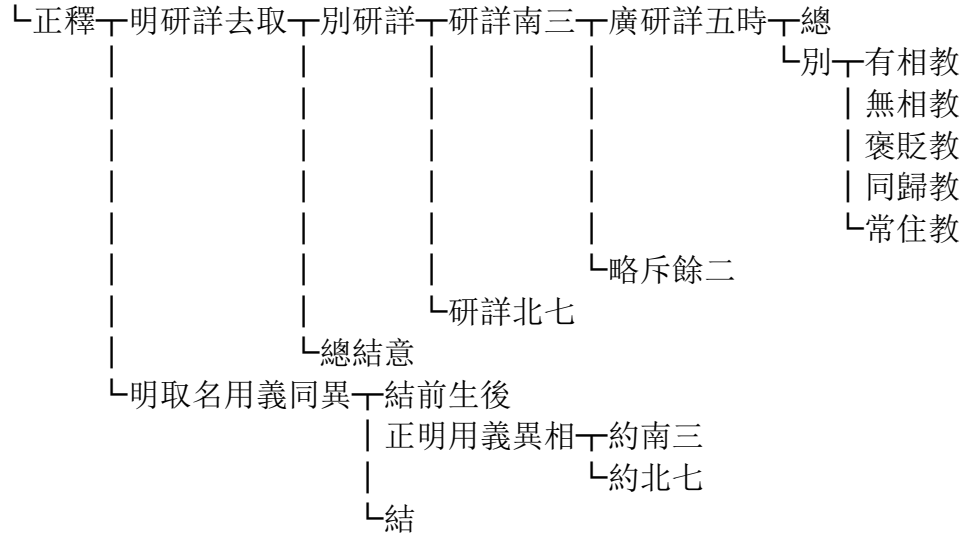 正釋 明研詳去取 別研詳 研詳南三 廣研詳五時 總
別 有相教
無相教
褒貶教
同歸教
常住教
略斥餘二
研詳北七
總結意
明取名用義同異 結前生後
正明用義異相 約南三
約北七
結